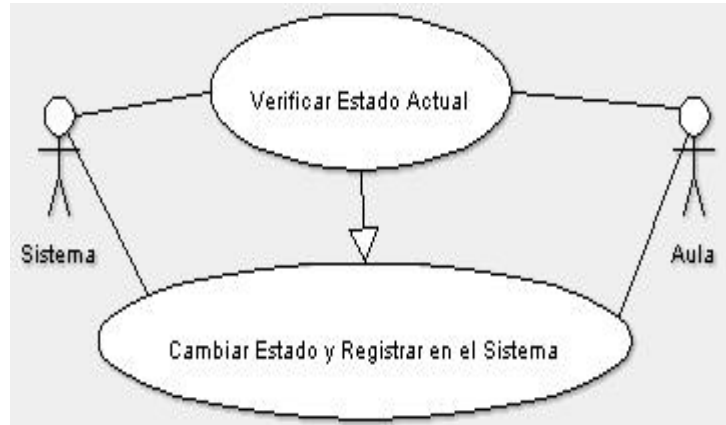 Verificar Estado Actual
Sistema
Aula
Cambiar Estado y Registrar en el Sistema